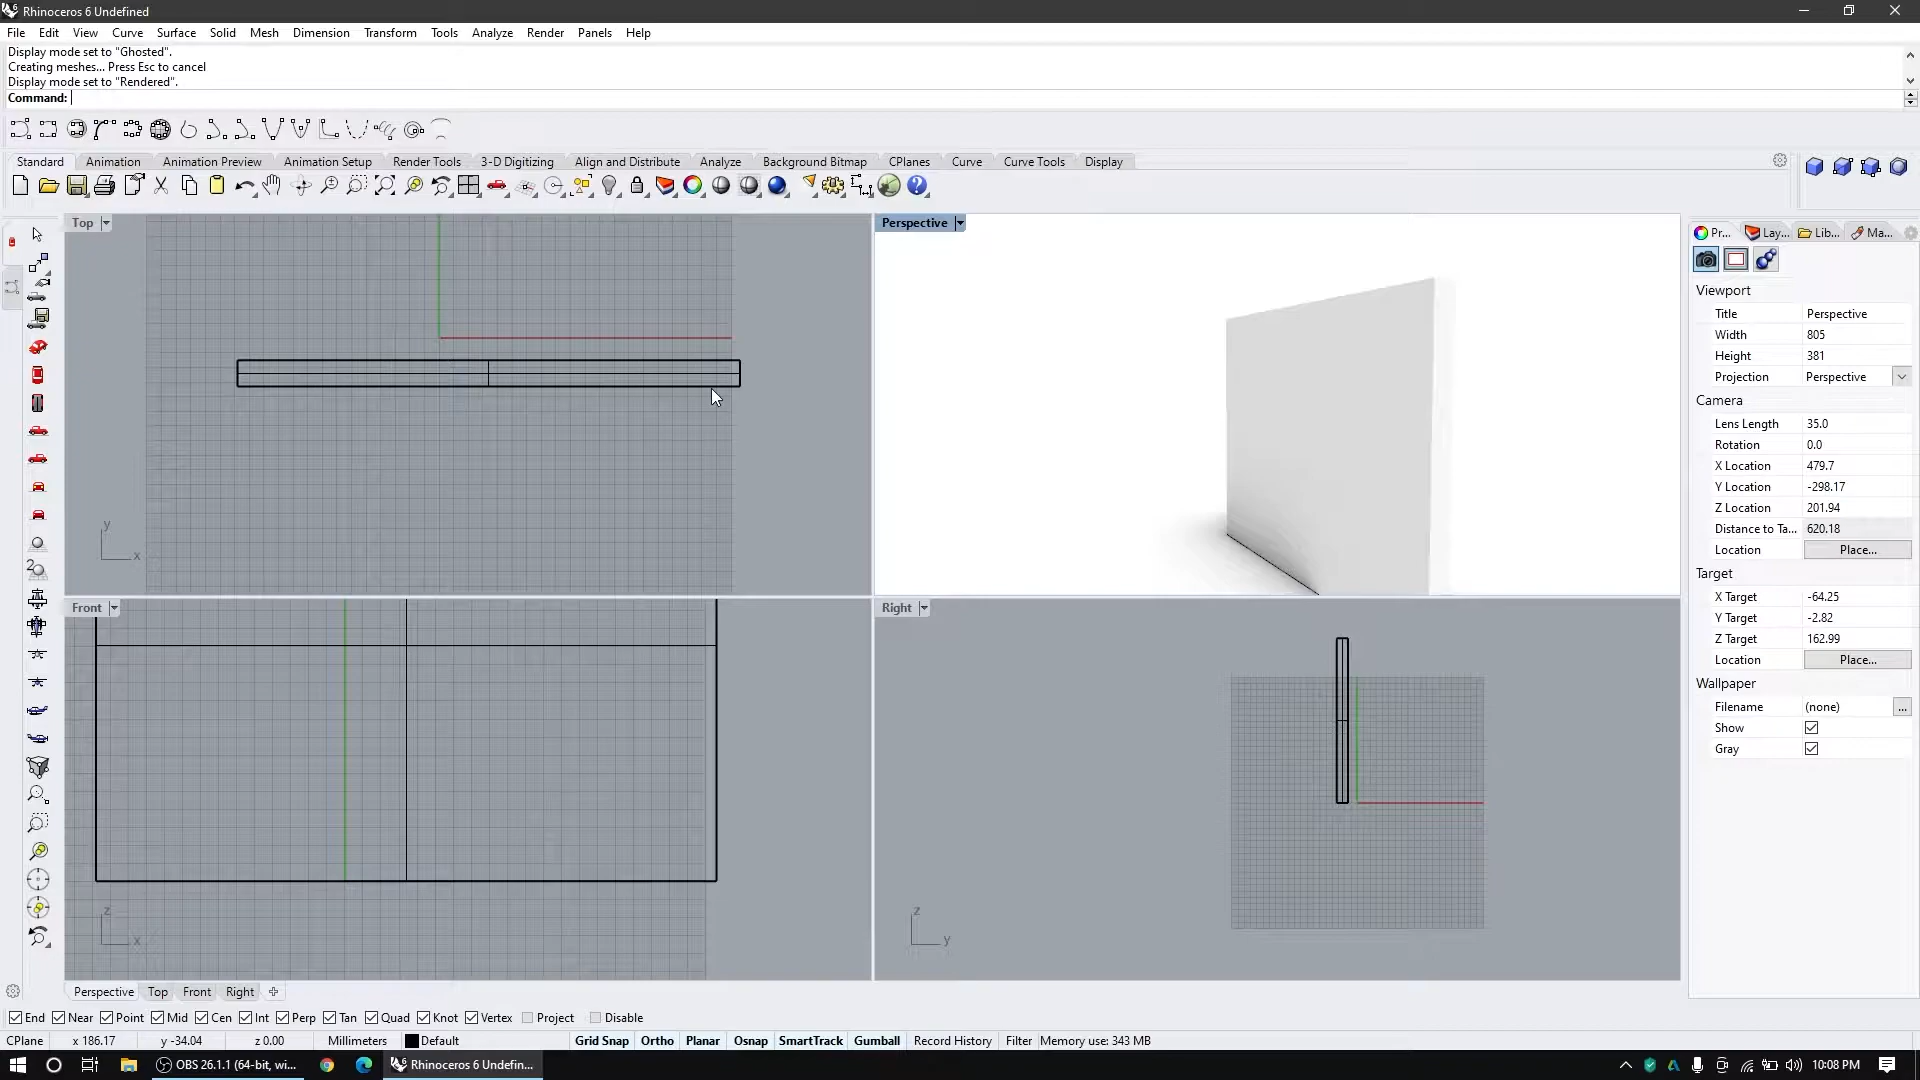 Rhinoceros 6 Undefined
File Edit View Curve Surface Solid Mesh Dimension Transform Tools Analyze Render Panels Help
Display mode set to "Ghosted".
Creating meshes... Press Esc to cancel
Display mode set to "Rendered".
Command:
Standard Animation Animation Preview Animation Setup Render Tools 3-D Digitizing Align and Distribute Analyze Background Bitmap CPlanes Curve Curve Tools Display
Top
Perspective
Pr... Lay... Lib... Ma...
Viewport
Title Perspective
Width 805
Height 381
Projection Perspective
Camera
Lens Length 35.0
Rotation 0.0
X Location 479.7
Y Location -298.17
Z Location 201.94
Distance to Ta... 620.18
Location Place...
Target
X Target -64.25
Y Target -2.82
Z Target 162.99
Location Place...
Wallpaper
Filename (none) ...
Show
Gray
y
x
Front
Right
z
x
z
y
2
Perspective Top Front Right
End Near Point Mid Cen Int Perp Tan Quad Knot Vertex Project Disable
CPlane x 186.17 y -34.04 z 0.00 Millimeters Default Grid Snap Ortho Planar Osnap SmartTrack Gumball Record History Filter Memory use: 343 MB
OBS 26.1.1 (64-bit, wi... Rhinoceros 6 Undefin... 10:08 PM